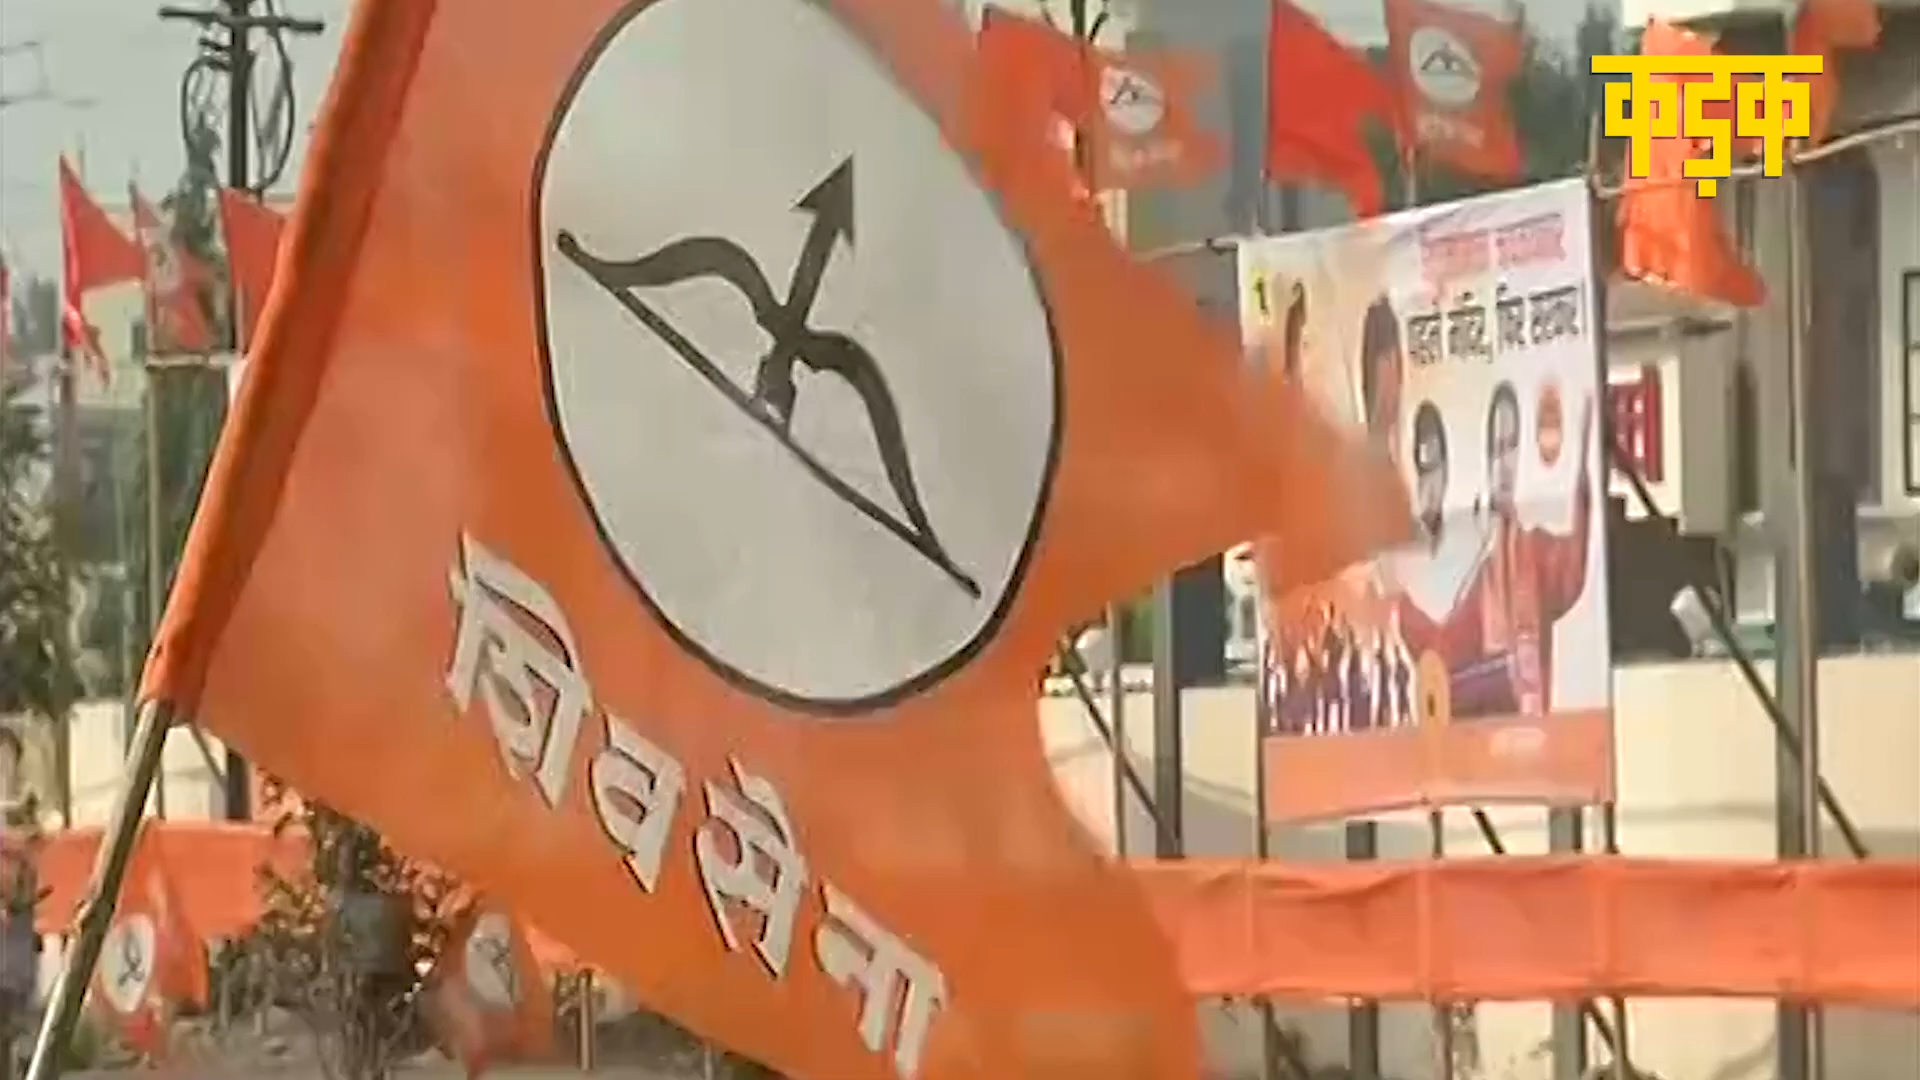 कड़क
पहले मंदिर, फिर सरकार।
शिवसेना